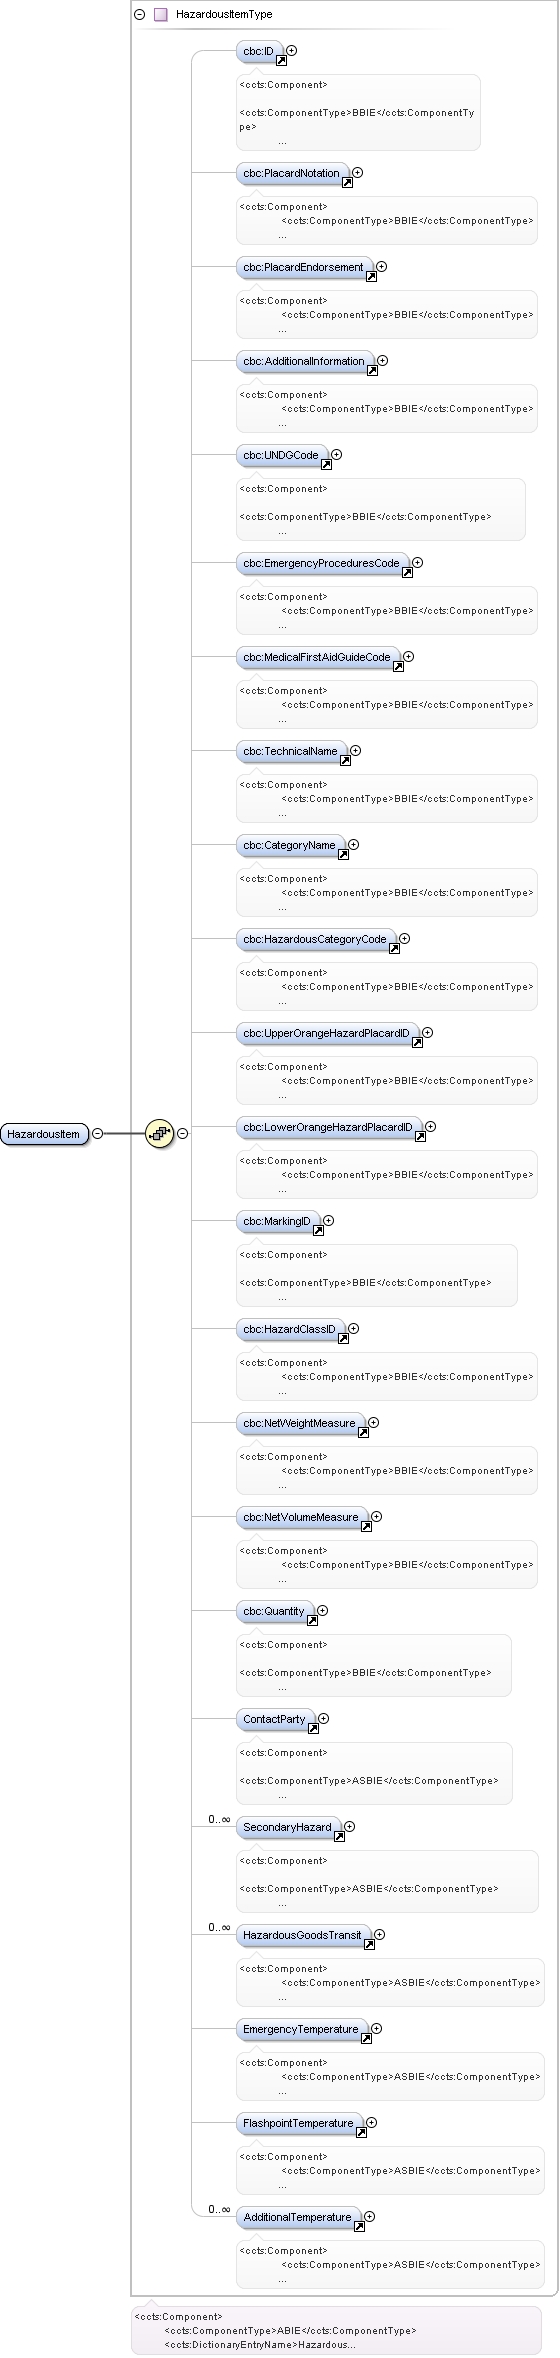 HazardousItemType
cbc:ID
<ccts:Component>
<ccts:ComponentType>BBIE</ccts:ComponentTy
pe>
...
cbc:PlacardNotation
<ccts:Component>
<ccts:ComponentType>BBIE</ccts:ComponentType>
...
cbc:PlacardEndorsement
<ccts:Component>
<ccts:ComponentType>BBIE</ccts:ComponentType>
...
cbc:AdditionalInformation
<ccts:Component>
<ccts:ComponentType>BBIE</ccts:ComponentType>
...
cbc:UNDGCode
<ccts:Component>
<ccts:ComponentType>BBIE</ccts:ComponentType>
...
cbc:EmergencyProceduresCode
<ccts:Component>
<ccts:ComponentType>BBIE</ccts:ComponentType>
...
cbc:MedicalFirstAidGuideCode
<ccts:Component>
<ccts:ComponentType>BBIE</ccts:ComponentType>
...
cbc:TechnicalName
<ccts:Component>
<ccts:ComponentType>BBIE</ccts:ComponentType>
...
cbc:CategoryName
<ccts:Component>
<ccts:ComponentType>BBIE</ccts:ComponentType>
...
cbc:HazardousCategoryCode
<ccts:Component>
<ccts:ComponentType>BBIE</ccts:ComponentType>
...
cbc:UpperOrangeHazardPlacardID
<ccts:Component>
<ccts:ComponentType>BBIE</ccts:ComponentType>
...
HazardousItem
cbc:LowerOrangeHazardPlacardID
<ccts:Component>
<ccts:ComponentType>BBIE</ccts:ComponentType>
...
cbc:MarkingID
<ccts:Component>
<ccts:ComponentType>BBIE</ccts:ComponentType>
...
cbc:HazardClassID
<ccts:Component>
<ccts:ComponentType>BBIE</ccts:ComponentType>
...
cbc:NetWeightMeasure
<ccts:Component>
<ccts:ComponentType>BBIE</ccts:ComponentType>
...
cbc:NetVolumeMeasure
<ccts:Component>
<ccts:ComponentType>BBIE</ccts:ComponentType>
...
cbc:Quantity
<ccts:Component>
<ccts:ComponentType>BBIE</ccts:ComponentType>
...
ContactParty
<ccts:Component>
<ccts:ComponentType>ASBIE</ccts:ComponentType>
...
0..∞
SecondaryHazard
<ccts:Component>
<ccts:ComponentType>ASBIE</ccts:ComponentType>
...
0..∞
HazardousGoodsTransit
<ccts:Component>
<ccts:ComponentType>ASBIE</ccts:ComponentType>
...
EmergencyTemperature
<ccts:Component>
<ccts:ComponentType>ASBIE</ccts:ComponentType>
...
FlashpointTemperature
<ccts:Component>
<ccts:ComponentType>ASBIE</ccts:ComponentType>
...
0..∞
AdditionalTemperature
<ccts:Component>
<ccts:ComponentType>ASBIE</ccts:ComponentType>
...
<ccts:Component>
<ccts:ComponentType>ABIE</ccts:ComponentType>
<ccts:DictionaryEntryName>Hazardous...